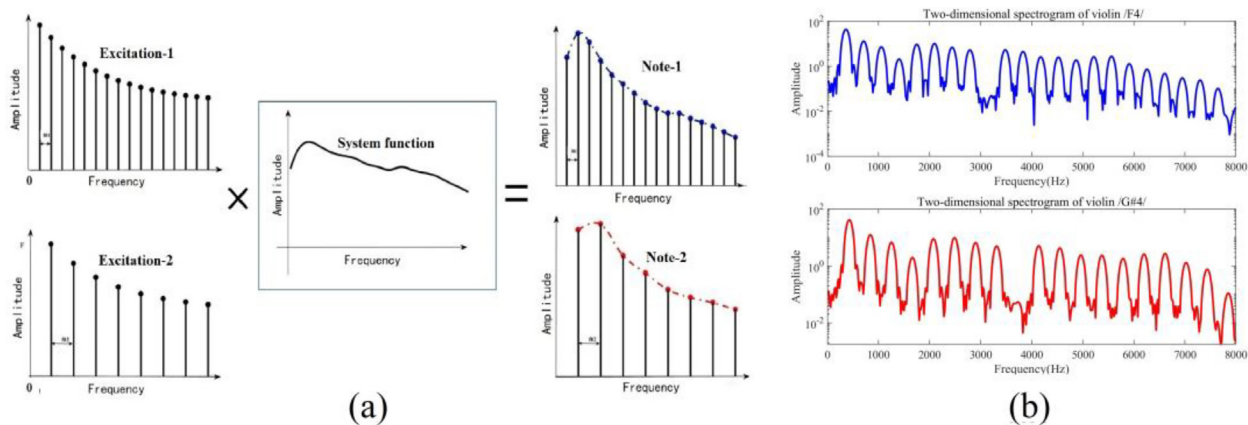 Excitation-1
Amplitude
0
Frequency
Excitation-2
F
Amplitude
0
Frequency
×
System function
Amplitude
Frequency
=
Note-1
Amplitude
Frequency
Note-2
Amplitude
Frequency
(a)
Two-dimensional spectrogram of violin /F4/
Amplitude
10^2
10^0
10^-2
10^-4
0 1000 2000 3000 4000 5000 6000 7000 8000
Frequency(Hz)
Two-dimensional spectrogram of violin /G#4/
Amplitude
10^2
10^0
10^-2
0 1000 2000 3000 4000 5000 6000 7000 8000
Frequency(Hz)
(b)